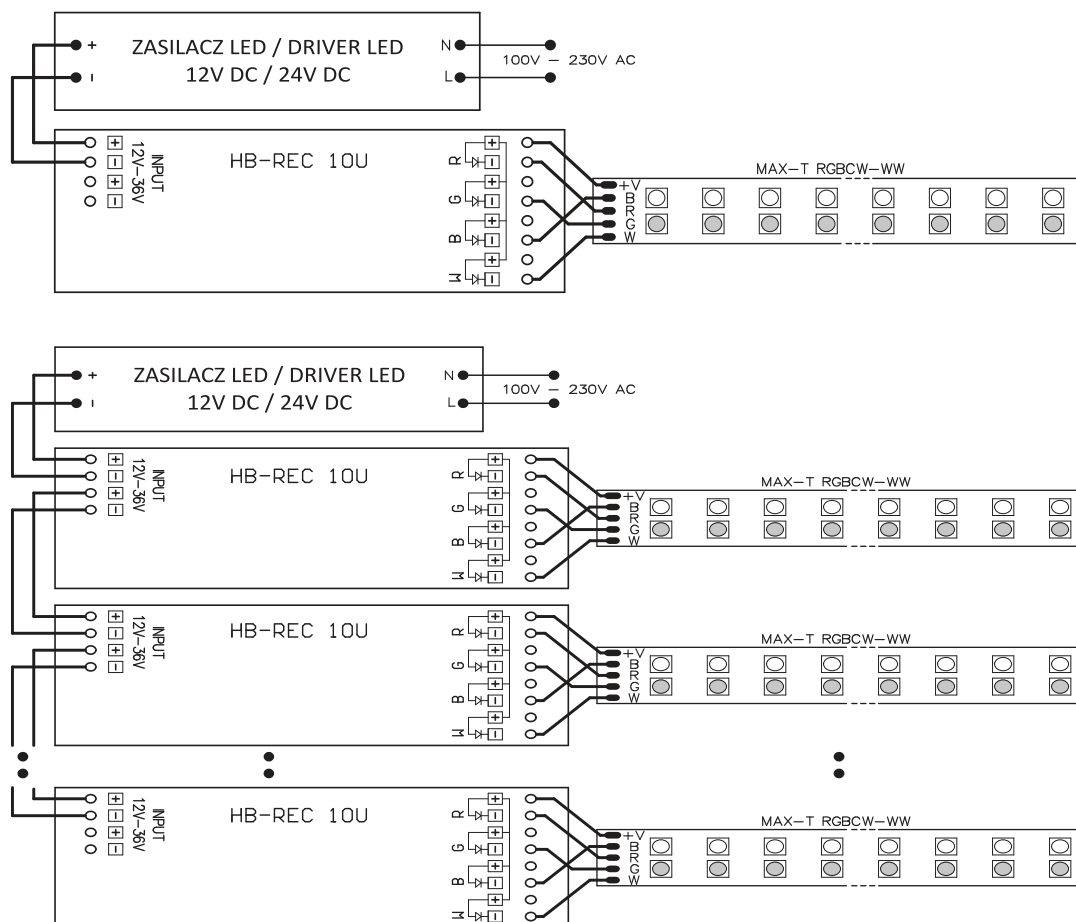 + ZASILACZ LED / DRIVER LED N
100V – 230V AC
- 12V DC / 24V DC L
HB-REC 10U
INPUT
12V-36V
+
-
+
-
R + -
G + -
B + -
W + -
MAX-T RGBCW-WW
+V
B
R
G
W
+ ZASILACZ LED / DRIVER LED N
100V – 230V AC
- 12V DC / 24V DC L
HB-REC 10U
INPUT
12V-36V
+
-
+
-
R + -
G + -
B + -
W + -
MAX-T RGBCW-WW
+V
B
R
G
W
HB-REC 10U
INPUT
12V-36V
+
-
+
-
R + -
G + -
B + -
W + -
MAX-T RGBCW-WW
+V
B
R
G
W
HB-REC 10U
INPUT
12V-36V
+
-
+
-
R + -
G + -
B + -
W + -
MAX-T RGBCW-WW
+V
B
R
G
W